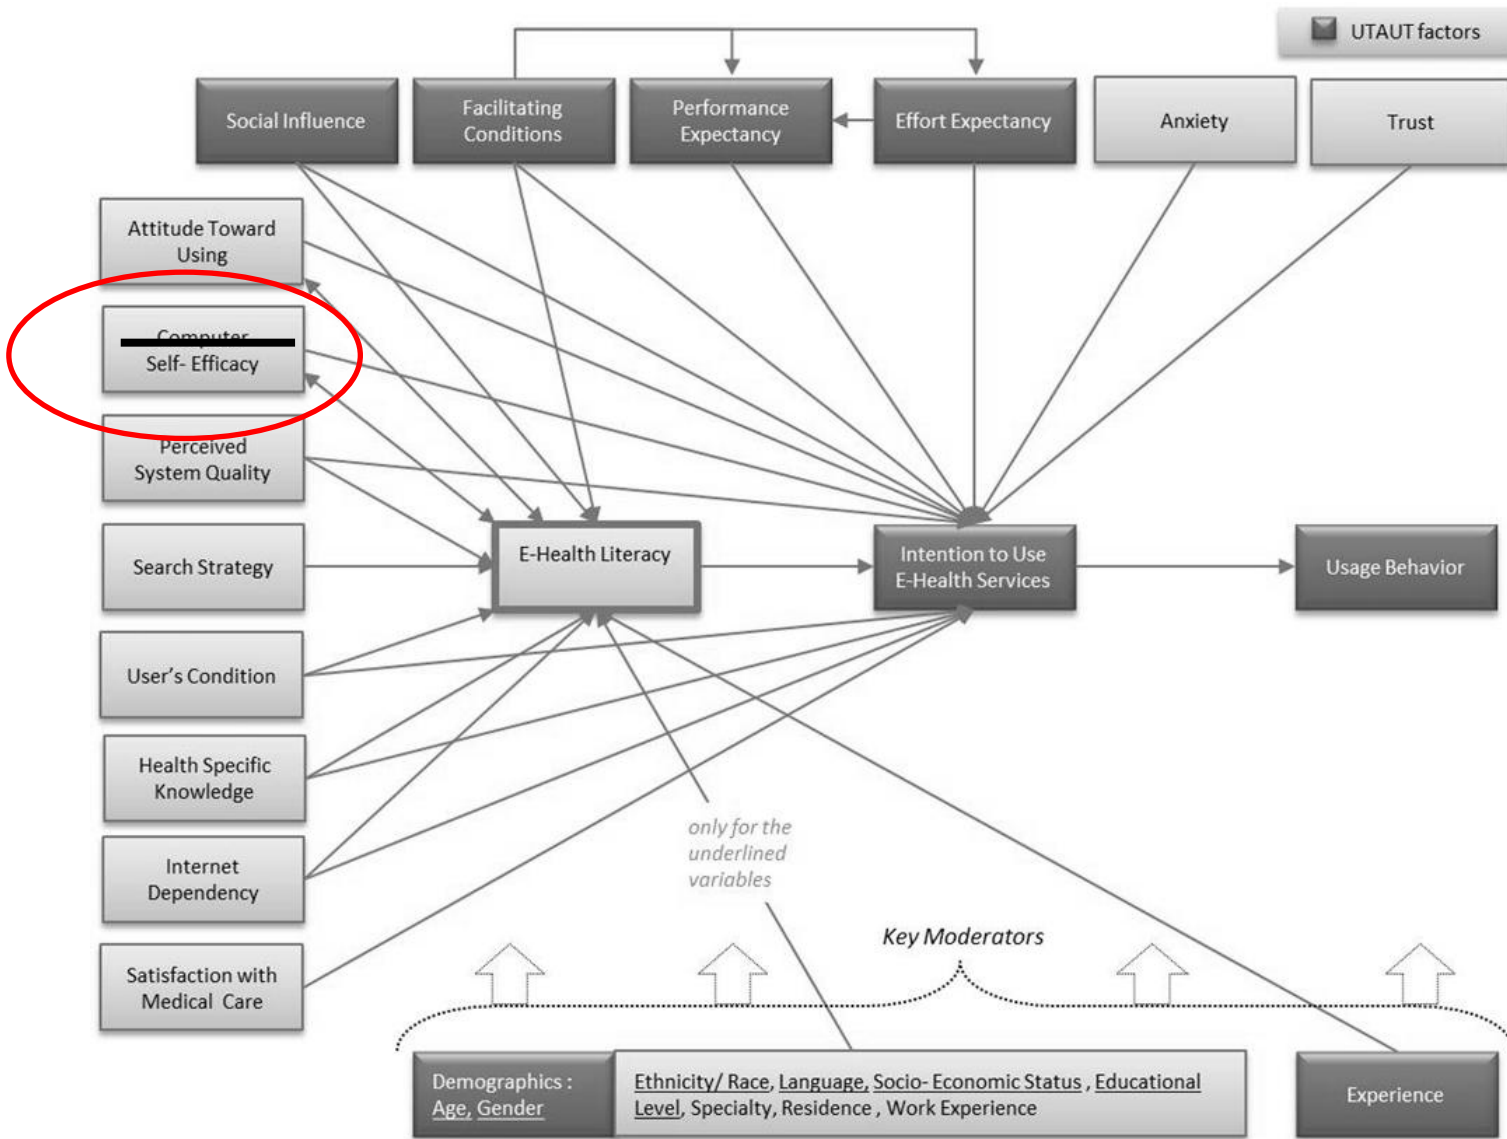 UTAUT factors
Social Influence
Facilitating
Conditions
Performance
Expectancy
Effort Expectancy
Anxiety
Trust
Attitude Toward
Using
Computer
Self- Efficacy
Perceived
System Quality
Search Strategy
User's Condition
Health Specific
Knowledge
Internet
Dependency
Satisfaction with
Medical Care
E-Health Literacy
Intention to Use
E-Health Services
Usage Behavior
only for the
underlined
variables
Key Moderators
Demographics :
Age, Gender
Ethnicity/ Race, Language, Socio- Economic Status , Educational
Level, Specialty, Residence , Work Experience
Experience